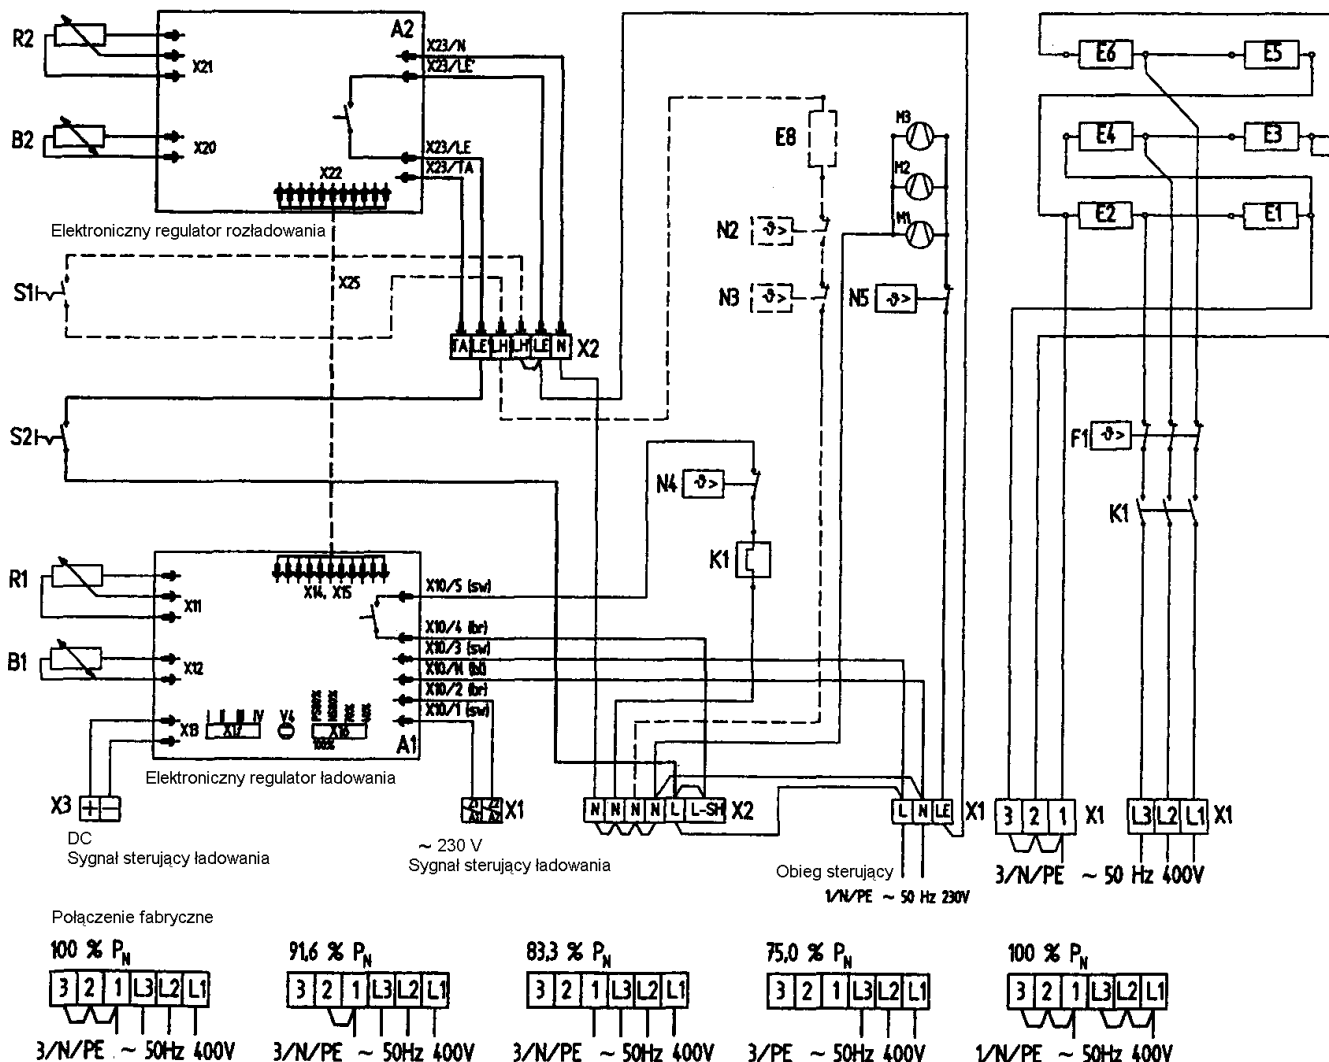 R2
A2
X21
X23/N
X23/LE'
B2
X20
X23/LE
X23/TA
X22
Elektroniczny regulator rozładowania
S1
X25
TA LE LH LH' LE' N X2
S2
E8
N2 ϑ>
N3 ϑ>
M3
M2
M1
N5 ϑ>
N4 ϑ>
K1
E6 E5
E4 E3
E2 E1
F1 ϑ>
K1
R1
X11
X14, X15
X10/5 (sw)
X10/4 (br)
X10/3 (sw)
X10/N (bl)
X10/2 (br)
X10/1 (sw)
B1
X12
X13
I II III IV
X17
V4
X16
100%
A1
Elektroniczny regulator ładowania
X3 + −
X1
N N N N L L-SH X2
L N LE X1
3 2 1 X1
L3 L2 L1 X1
DC
Sygnał sterujący ładowania
~ 230 V
Sygnał sterujący ładowania
Obieg sterujący
1/N/PE ~ 50 Hz 230V
3/N/PE ~ 50 Hz 400V
Połączenie fabryczne
100 % PN
3 2 1 L3 L2 L1
3/N/PE ~ 50Hz 400V
91,6 % PN
3 2 1 L3 L2 L1
3/N/PE ~ 50Hz 400V
83,3 % PN
3 2 1 L3 L2 L1
3/N/PE ~ 50Hz 400V
75,0 % PN
3 2 1 L3 L2 L1
3/PE ~ 50Hz 400V
100 % PN
3 2 1 L3 L2 L1
1/N/PE ~ 50Hz 400V